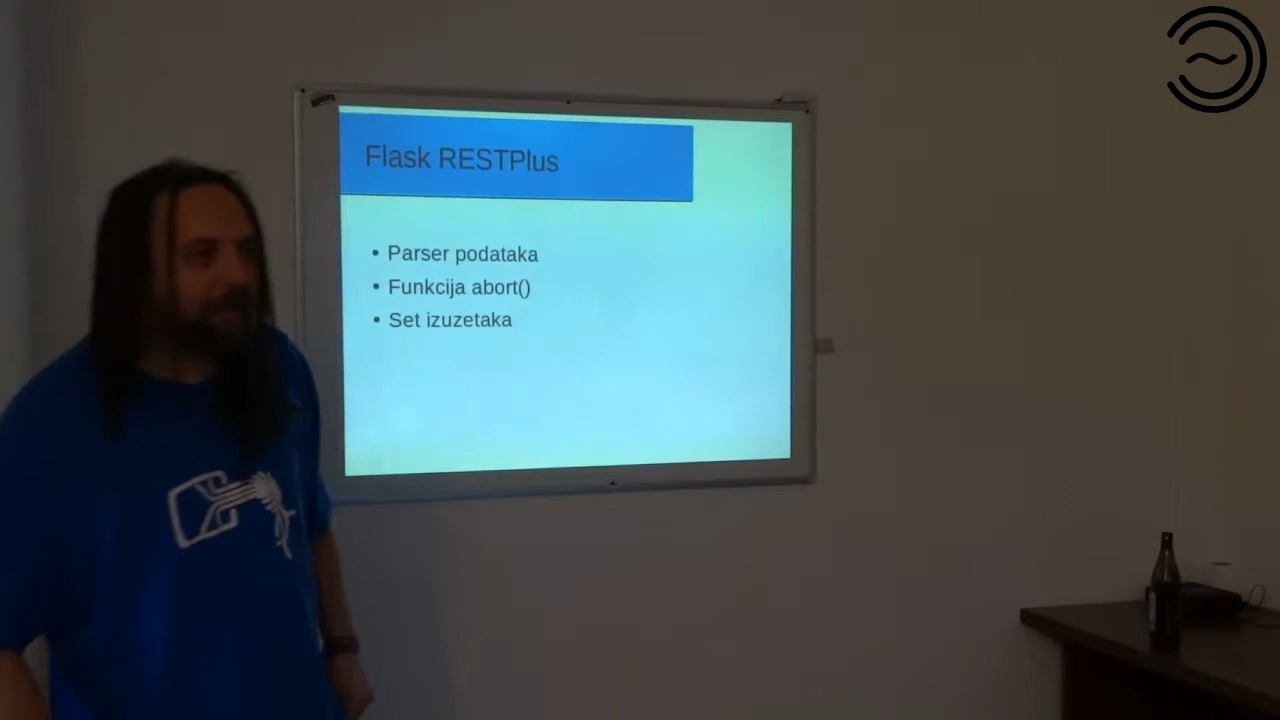 Flask RESTPlus
• Parser podataka
• Funkcija abort()
• Set izuzetaka